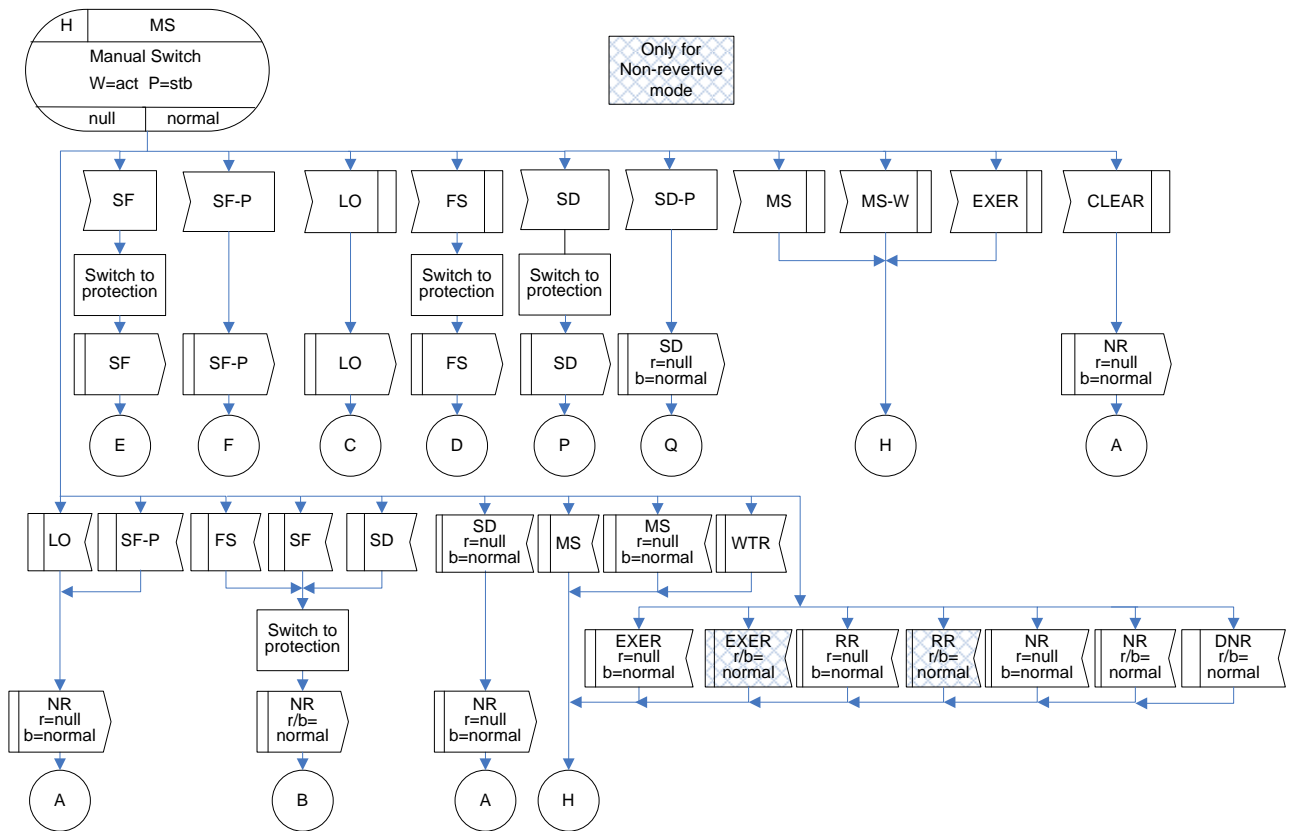 H MS
Manual Switch
W=act P=stb
null normal
Only for
Non-revertive
mode
SF SF-P LO FS SD SD-P MS MS-W EXER CLEAR
Switch to
protection
Switch to
protection
Switch to
protection
SF SF-P LO FS SD
SD
r=null
b=normal
NR
r=null
b=normal
E F C D P Q H A
LO SF-P FS SF SD
SD
r=null
b=normal
MS
MS
r=null
b=normal
WTR
Switch to
protection
EXER
r=null
b=normal
EXER
r/b=
normal
RR
r=null
b=normal
RR
r/b=
normal
NR
r=null
b=normal
NR
r/b=
normal
DNR
r/b=
normal
NR
r=null
b=normal
NR
r/b=
normal
NR
r=null
b=normal
A B A H